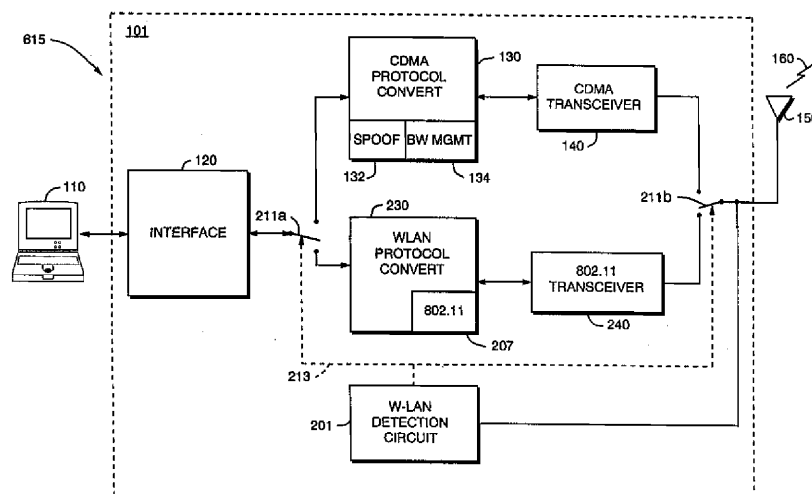 615
101
CDMA
PROTOCOL
CONVERT
130
SPOOF
BW MGMT
132
134
CDMA
TRANSCEIVER
140
160
150
110
120
INTERFACE
211a
211b
230
WLAN
PROTOCOL
CONVERT
802.11
207
802.11
TRANSCEIVER
240
213
201
W-LAN
DETECTION
CIRCUIT